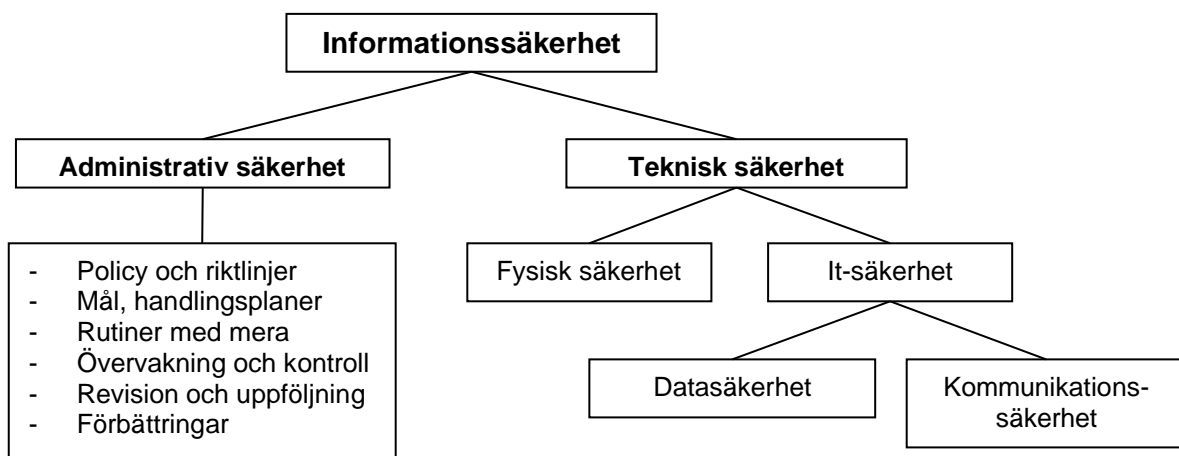 Informationssäkerhet
Administrativ säkerhet
Teknisk säkerhet
- Policy och riktlinjer
- Mål, handlingsplaner
- Rutiner med mera
- Övervakning och kontroll
- Revision och uppföljning
- Förbättringar
Fysisk säkerhet
It-säkerhet
Datasäkerhet
Kommunikations-
säkerhet